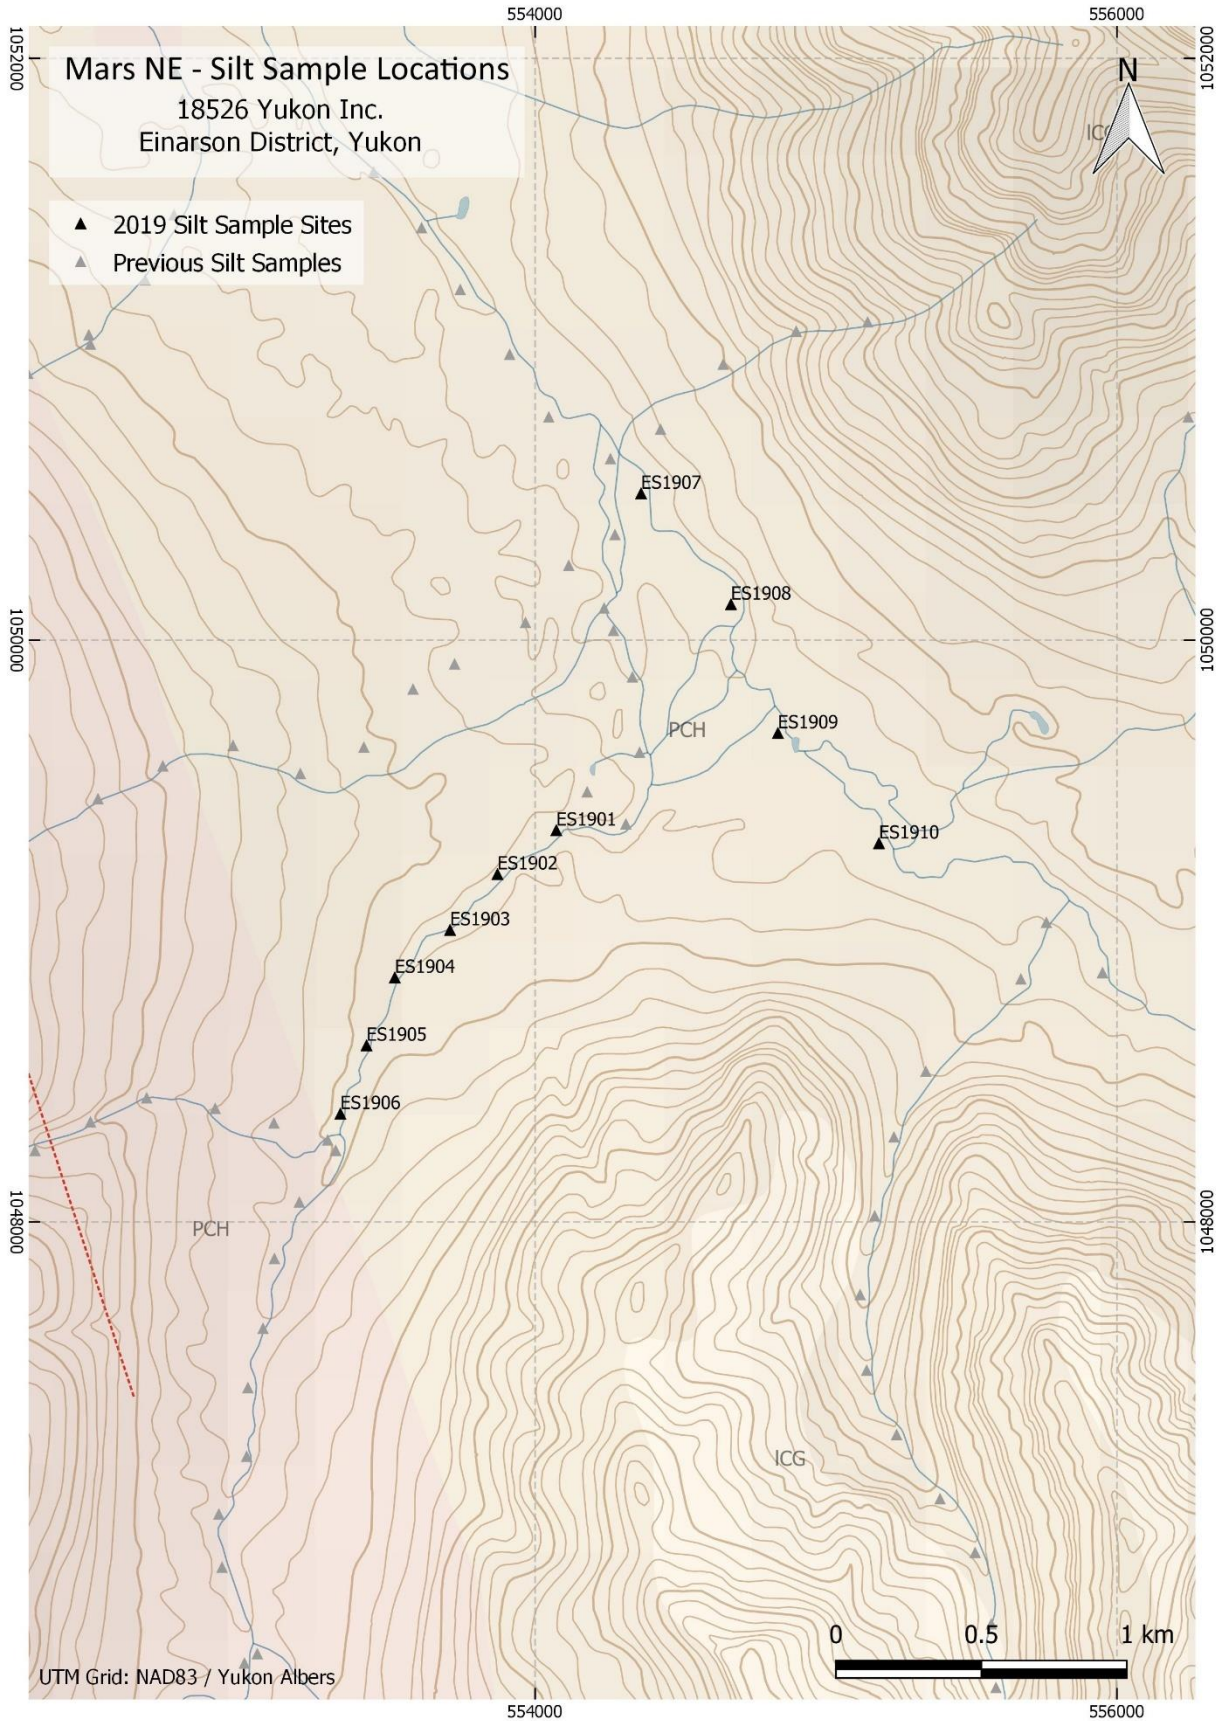 554000
556000
1052000
1052000
Mars NE - Silt Sample Locations
18526 Yukon Inc.
Einarson District, Yukon
N
2019 Silt Sample Sites
Previous Silt Samples
ES1907
ES1908
1050000
1050000
PCH
ES1909
ES1901
ES1910
ES1902
ES1903
ES1904
ES1905
ES1906
1048000
1048000
PCH
ICG
0 0.5 1 km
UTM Grid: NAD83 / Yukon Albers
554000
556000